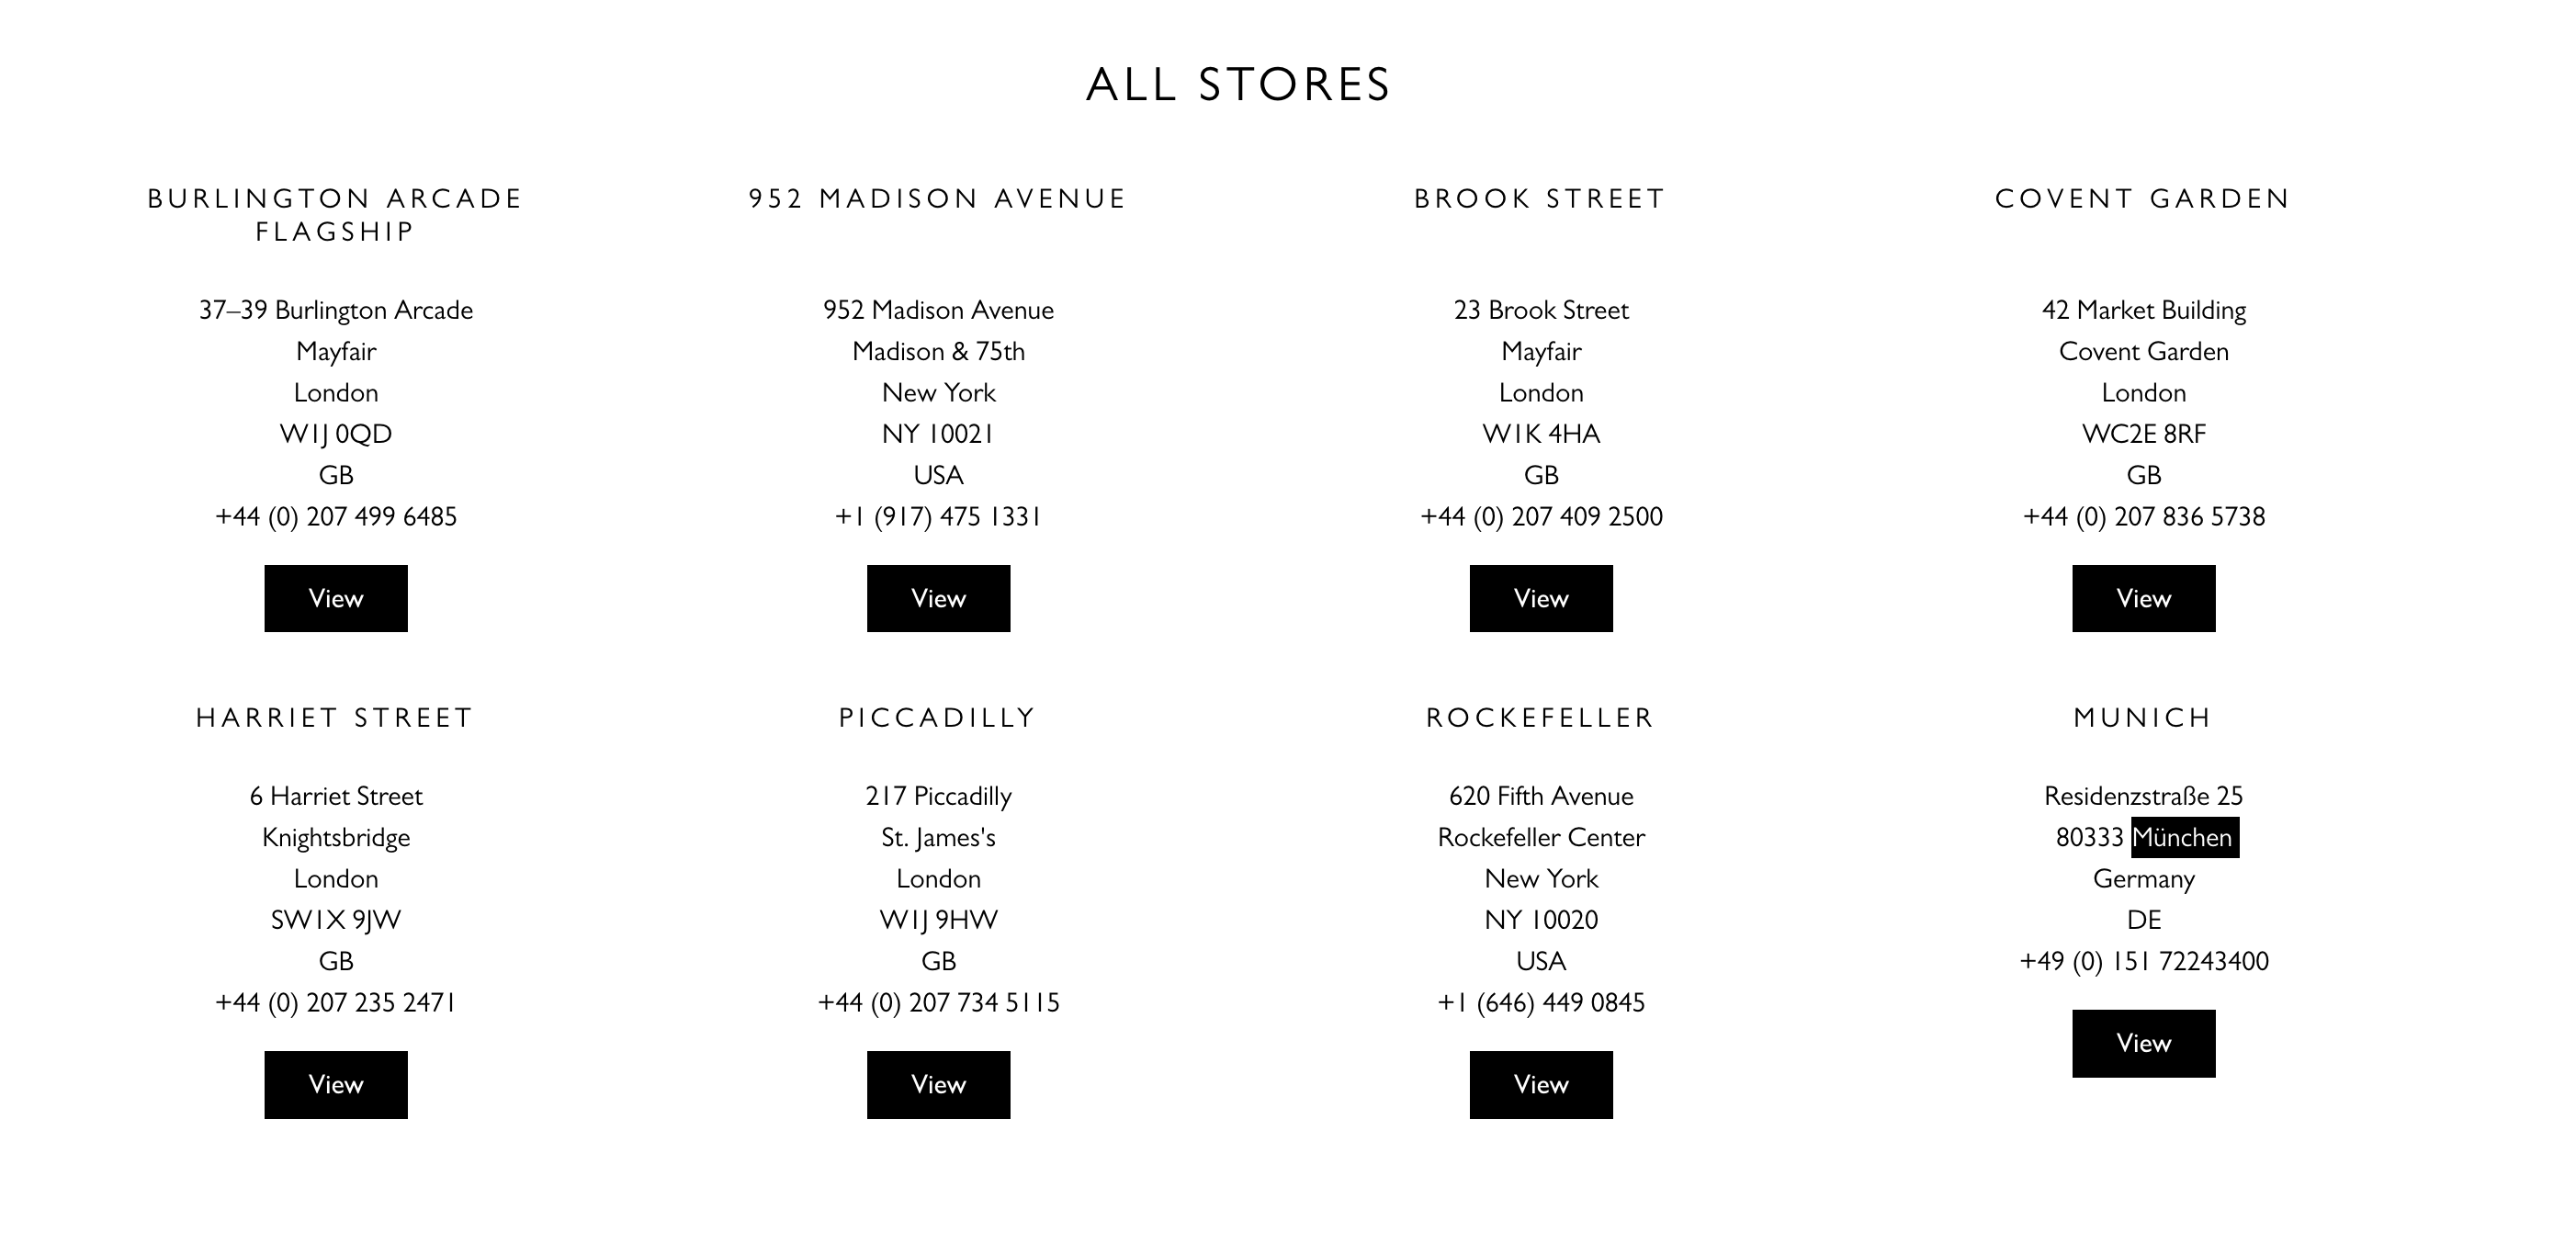 ALL STORES
BURLINGTON ARCADE
FLAGSHIP
37–39 Burlington Arcade
Mayfair
London
W1J 0QD
GB
+44 (0) 207 499 6485
View
952 MADISON AVENUE
952 Madison Avenue
Madison & 75th
New York
NY 10021
USA
+1 (917) 475 1331
View
BROOK STREET
23 Brook Street
Mayfair
London
W1K 4HA
GB
+44 (0) 207 409 2500
View
COVENT GARDEN
42 Market Building
Covent Garden
London
WC2E 8RF
GB
+44 (0) 207 836 5738
View
HARRIET STREET
6 Harriet Street
Knightsbridge
London
SW1X 9JW
GB
+44 (0) 207 235 2471
View
PICCADILLY
217 Piccadilly
St. James's
London
W1J 9HW
GB
+44 (0) 207 734 5115
View
ROCKEFELLER
620 Fifth Avenue
Rockefeller Center
New York
NY 10020
USA
+1 (646) 449 0845
View
MUNICH
Residenzstraße 25
80333 München
Germany
DE
+49 (0) 151 72243400
View